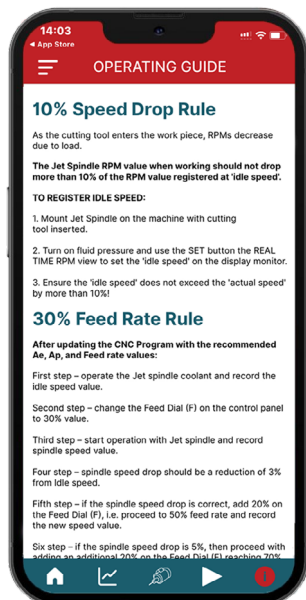 14:03
◀ App Store
OPERATING GUIDE
10% Speed Drop Rule
As the cutting tool enters the work piece, RPMs decrease
due to load.
The Jet Spindle RPM value when working should not drop
more than 10% of the RPM value registered at 'idle speed'.
TO REGISTER IDLE SPEED:
1. Mount Jet Spindle on the machine with cutting
tool inserted.
2. Turn on fluid pressure and use the SET button the REAL
TIME RPM view to set the 'idle speed' on the display monitor.
3. Ensure the 'idle speed' does not exceed the 'actual speed'
by more than 10%!
30% Feed Rate Rule
After updating the CNC Program with the recommended
Ae, Ap, and Feed rate values:
First step – operate the Jet spindle coolant and record the
idle speed value.
Second step – change the Feed Dial (F) on the control panel
to 30% value.
Third step – start operation with Jet spindle and record
spindle speed value.
Four step – spindle speed drop should be a reduction of 3%
from Idle speed.
Fifth step – if the spindle speed drop is correct, add 20% on
the Feed Dial (F), i.e. proceed to 50% feed rate and record
the new speed value.
Six step – if the spindle speed drop is 5%, then proceed with
adding an additional 20% on the Feed Dial (F) reaching 70%